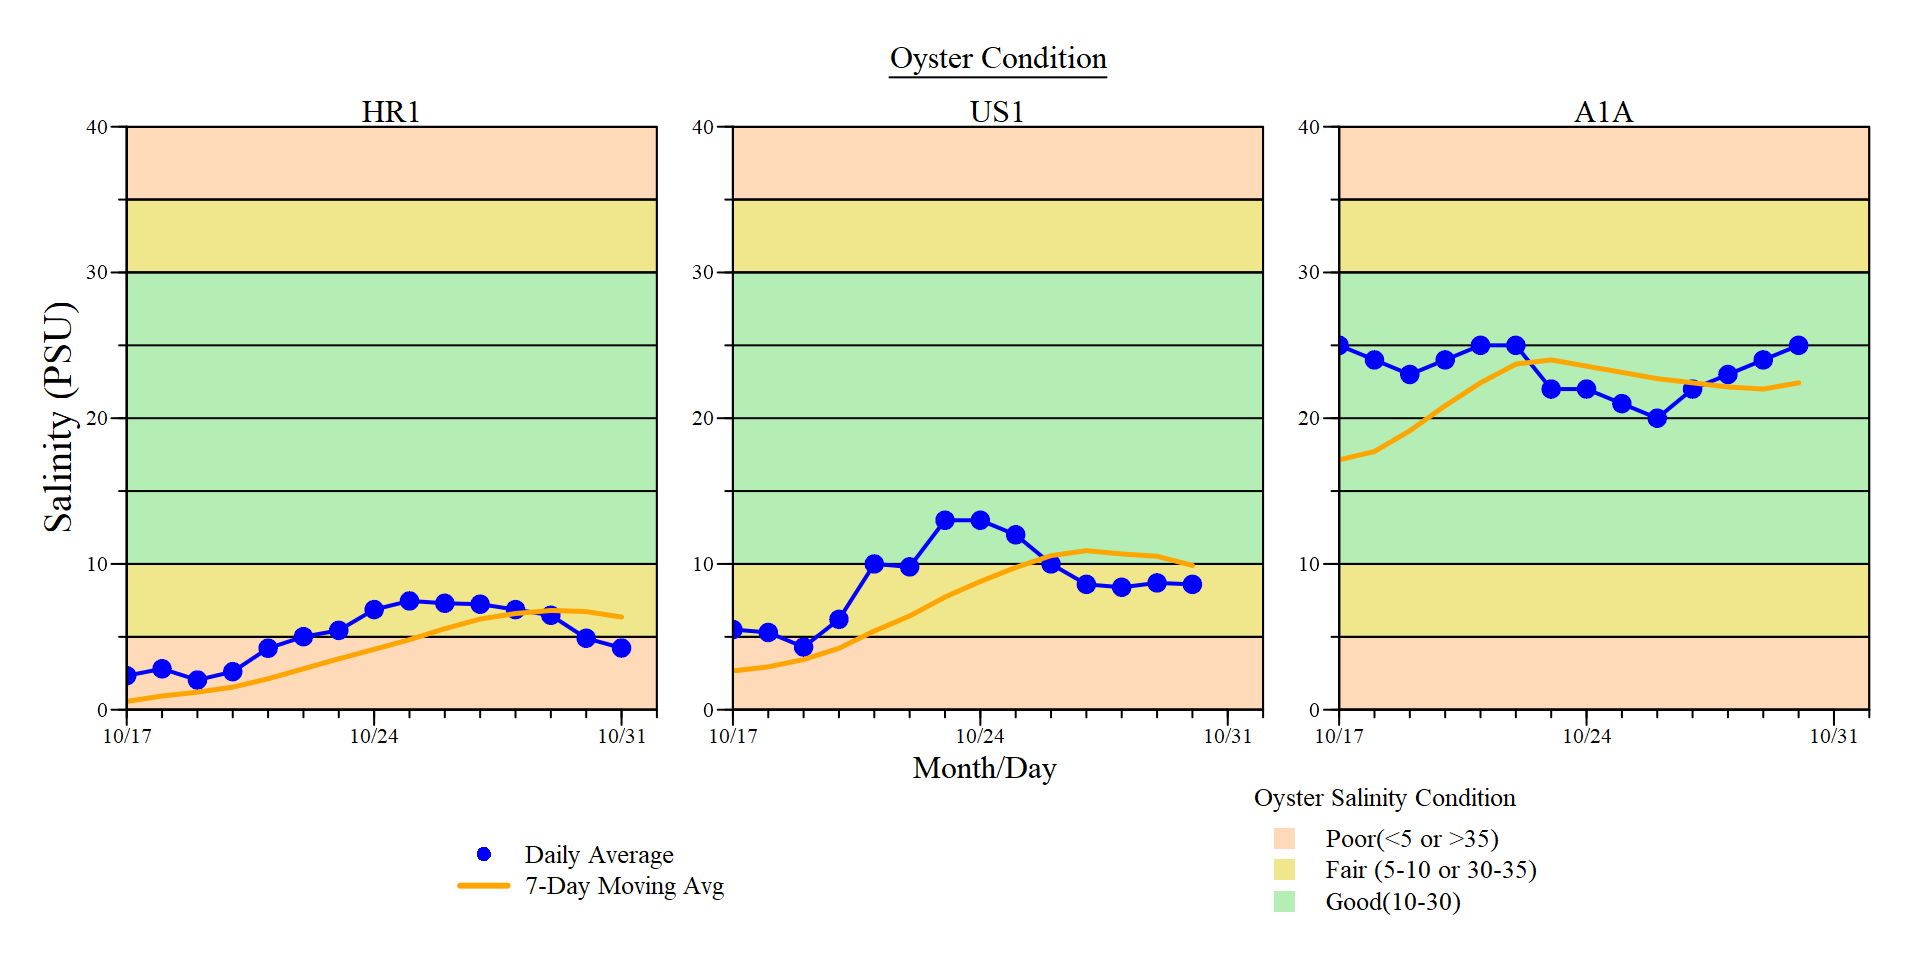 Oyster Condition
HR1
US1
A1A
40
30
20
10
0
40
30
20
10
0
40
30
20
10
0
Salinity (PSU)
10/17
10/24
10/31
10/17
10/24
10/31
10/17
10/24
10/31
Month/Day
Daily Average
7-Day Moving Avg
Oyster Salinity Condition
Poor(<5 or >35)
Fair (5-10 or 30-35)
Good(10-30)